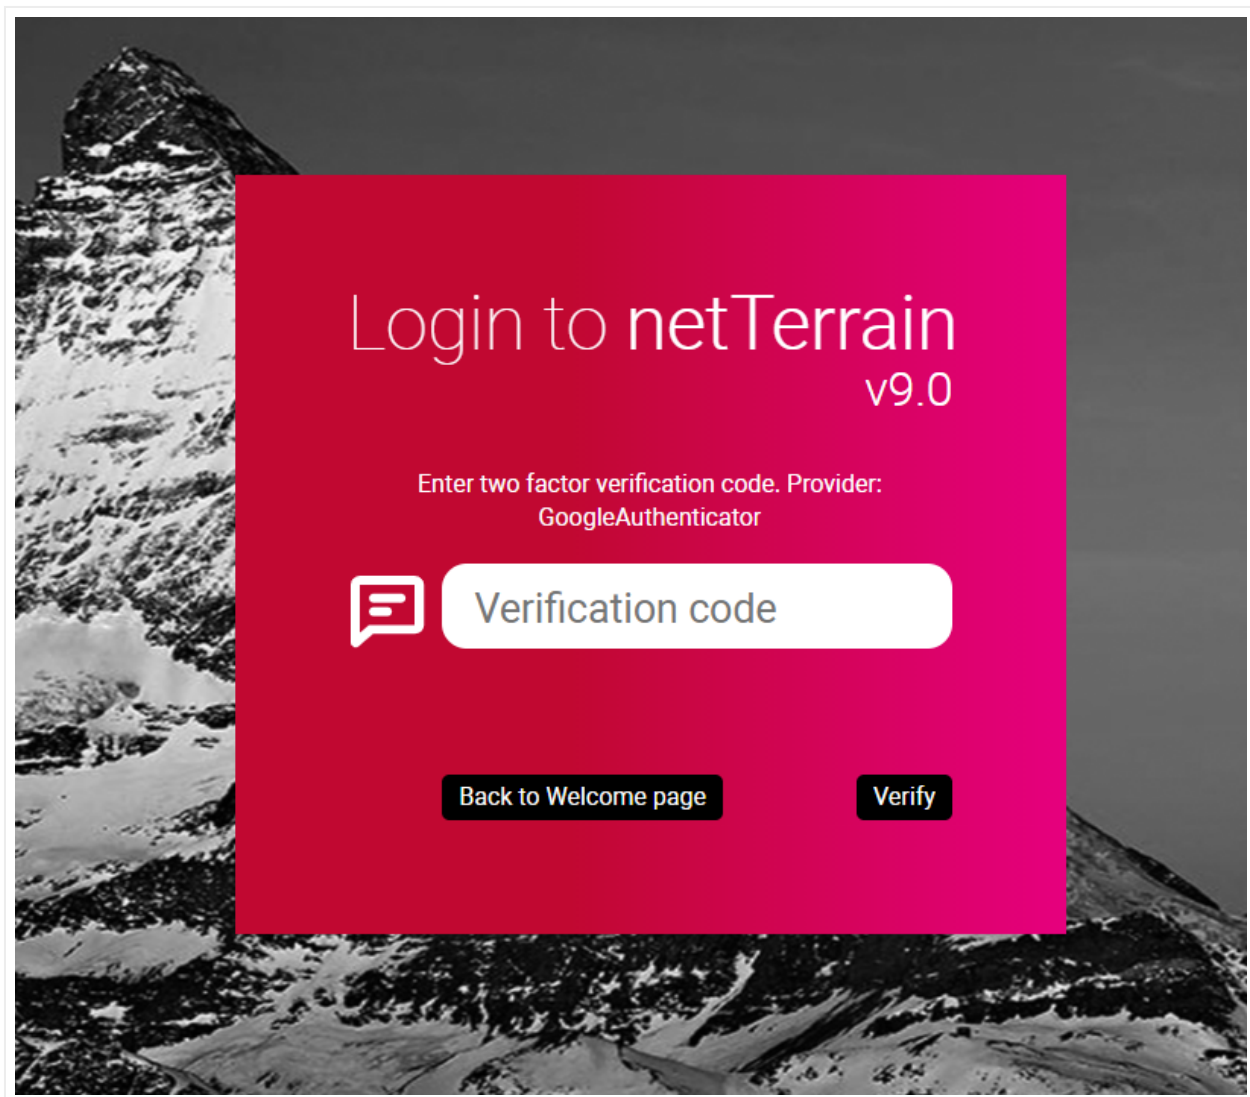 Login to netTerrain
v9.0
Enter two factor verification code. Provider:
GoogleAuthenticator
Verification code
Back to Welcome page
Verify